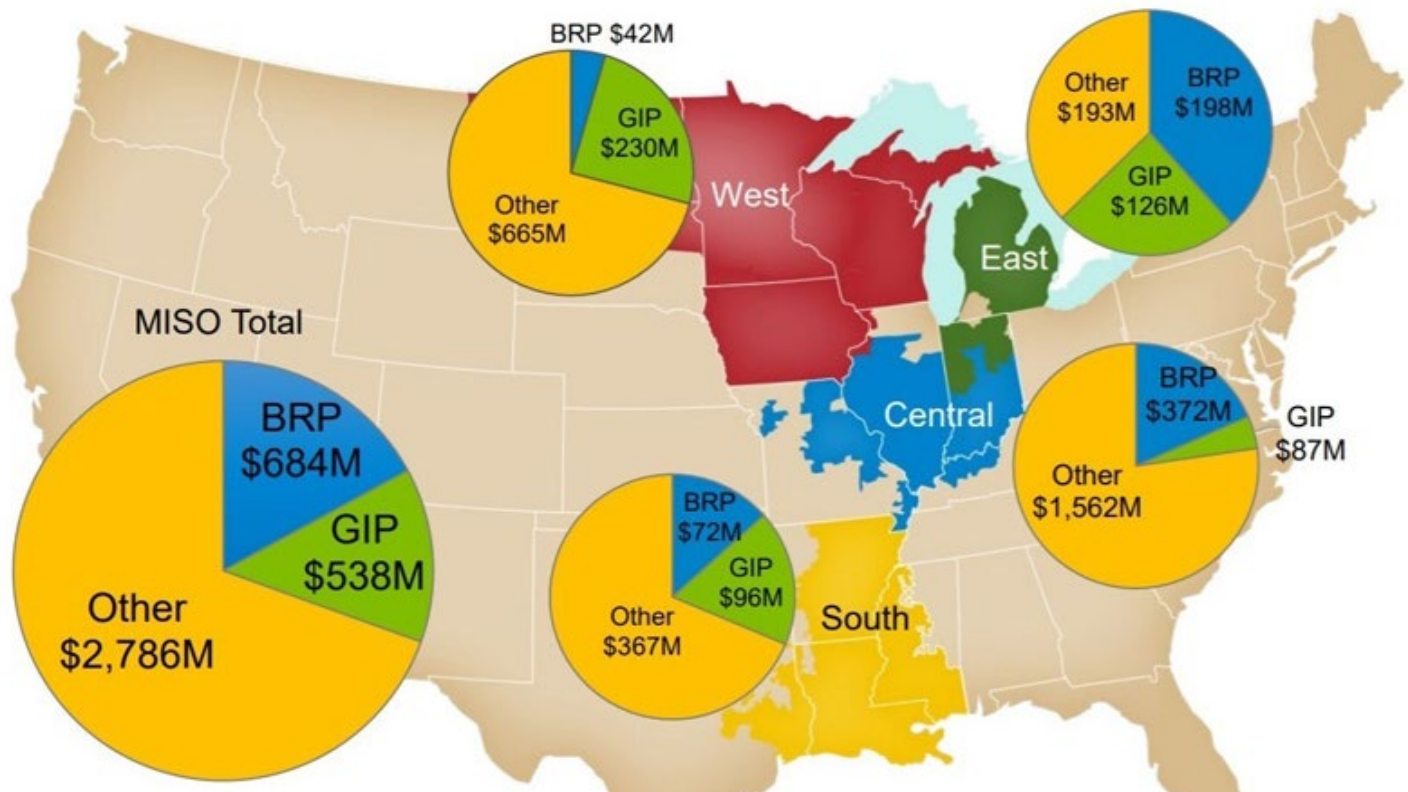 BRP $42M
GIP
$230M
Other
$665M
Other
$193M
BRP
$198M
GIP
$126M
West
East
MISO Total
BRP
$684M
GIP
$538M
Other
$2,786M
Central
BRP
$372M
GIP
$87M
Other
$1,562M
BRP
$72M
GIP
$96M
Other
$367M
South